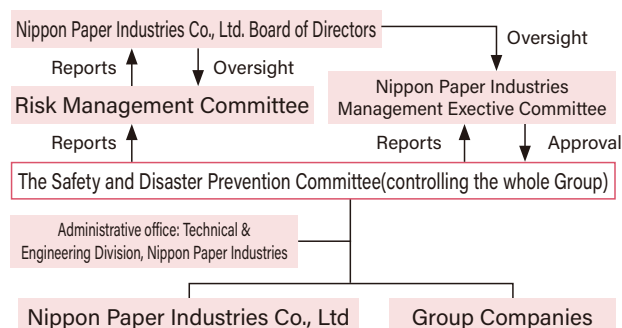 Nippon Paper Industries Co., Ltd. Board of Directors
Oversight
Reports
Oversight
Nippon Paper Industries
Management Exective Committee
Risk Management Committee
Reports
Reports
Approval
The Safety and Disaster Prevention Committee(controlling the whole Group)
Administrative office: Technical &
Engineering Division, Nippon Paper Industries
Nippon Paper Industries Co., Ltd
Group Companies